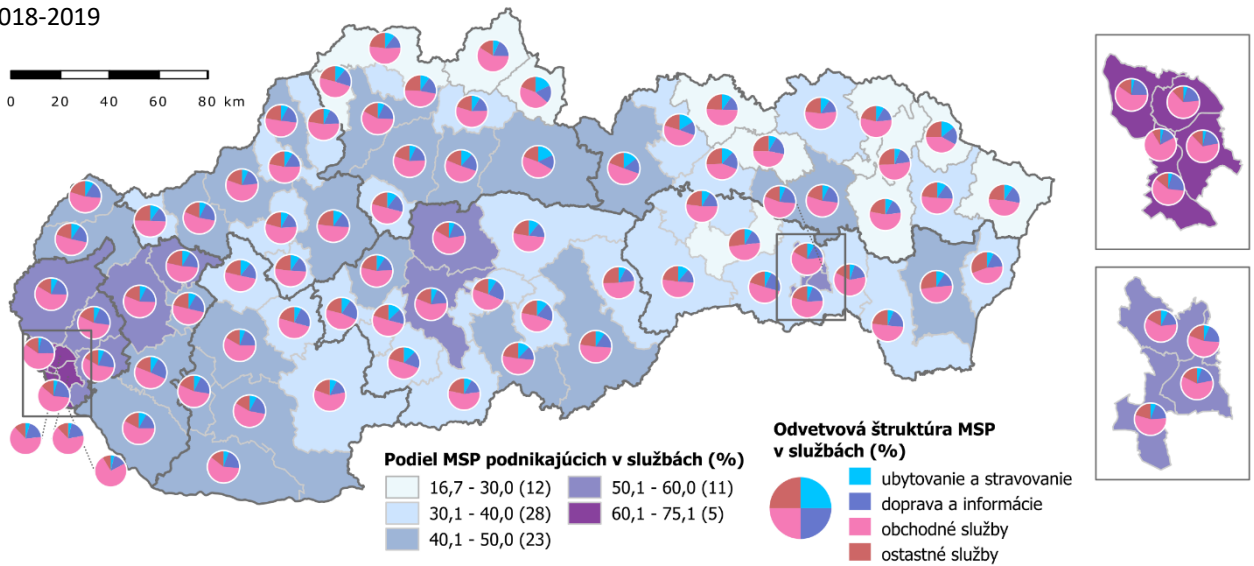 018-2019
0 20 40 60 80 km
Podiel MSP podnikajúcich v službách (%)
16,7 - 30,0 (12)
30,1 - 40,0 (28)
40,1 - 50,0 (23)
50,1 - 60,0 (11)
60,1 - 75,1 (5)
Odvetvová štruktúra MSP
v službách (%)
ubytovanie a stravovanie
doprava a informácie
obchodné služby
ostastné služby